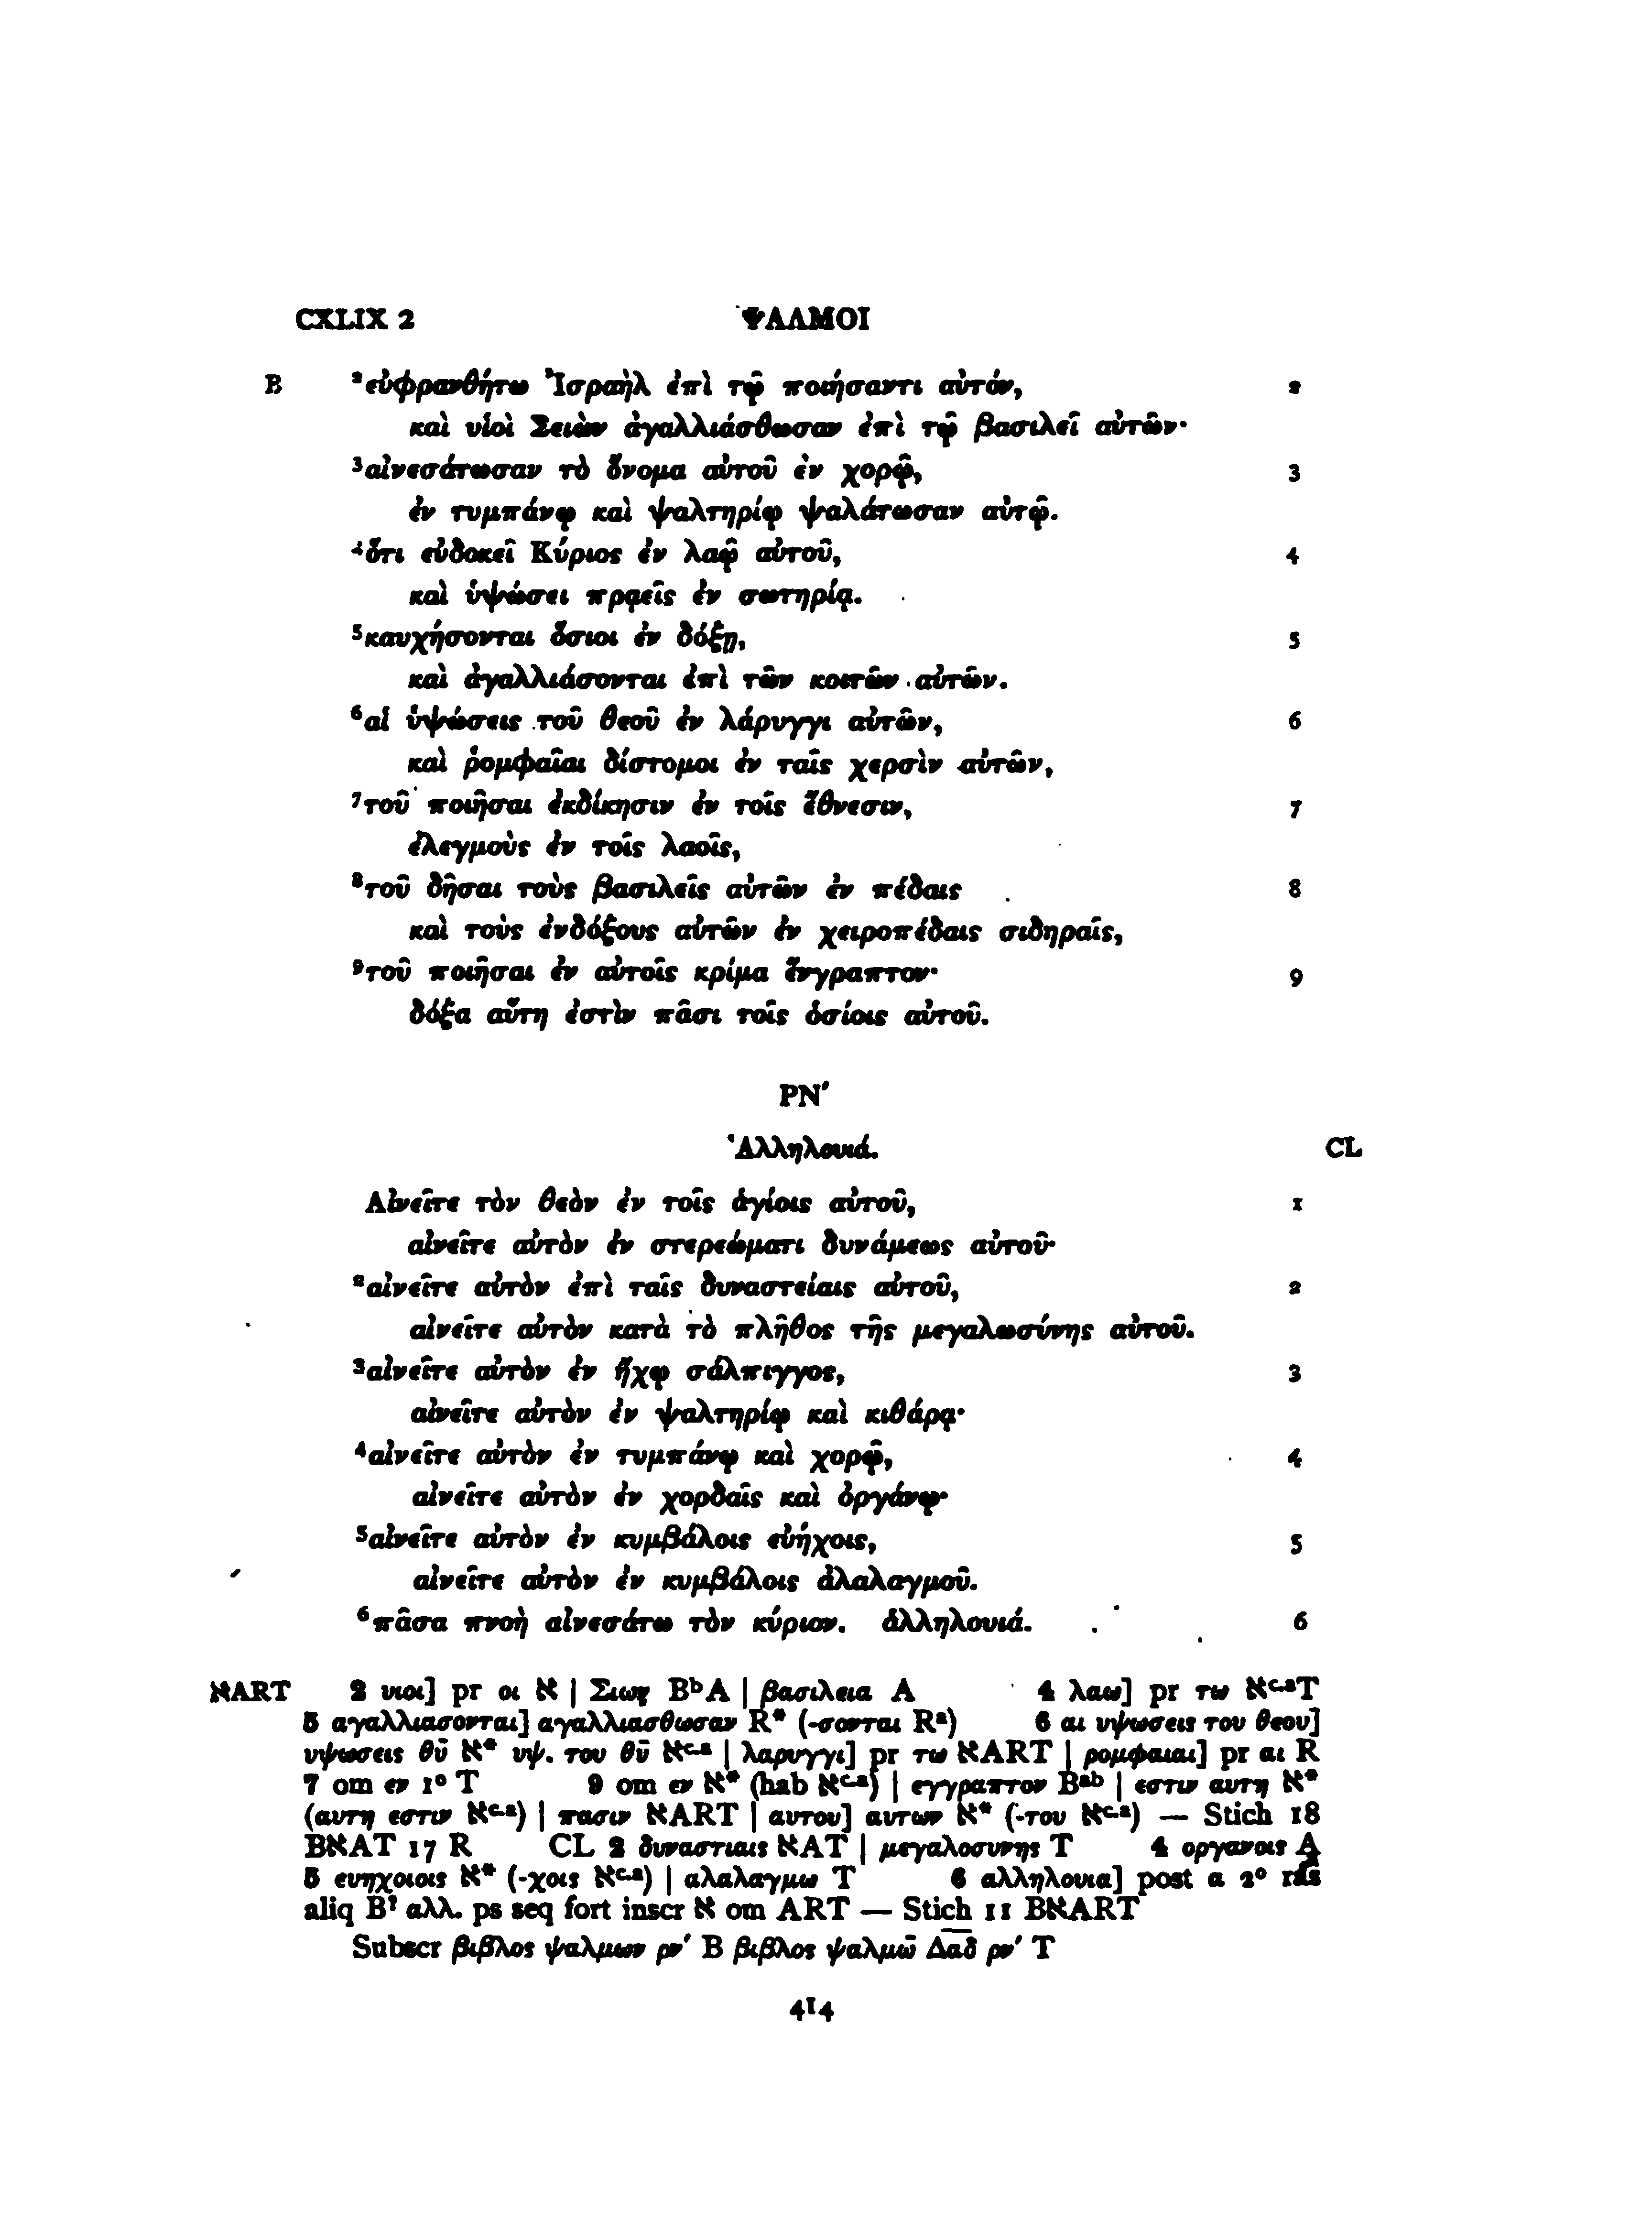 CXLIX 2 ΨΑΛΜΟΙ
B ²εὐφρανθήτω Ἰσραὴλ ἐπὶ τῷ ποιήσαντι αὐτόν, 2
καὶ υἱοὶ Σειὼν ἀγαλλιάσθωσαν ἐπὶ τῷ βασιλεῖ αὐτῶν·
³αἰνεσάτωσαν τὸ ὄνομα αὐτοῦ ἐν χορῷ, 3
ἐν τυμπάνῳ καὶ ψαλτηρίῳ ψαλάτωσαν αὐτῷ.
⁴ὅτι εὐδοκεῖ Κύριος ἐν λαῷ αὐτοῦ, 4
καὶ ὑψώσει πρᾳεῖς ἐν σωτηρίᾳ.
⁵καυχήσονται ὅσιοι ἐν δόξῃ, 5
καὶ ἀγαλλιάσονται ἐπὶ τῶν κοιτῶν αὐτῶν.
⁶αἱ ὑψώσεις τοῦ θεοῦ ἐν λάρυγγι αὐτῶν, 6
καὶ ῥομφαῖαι δίστομοι ἐν ταῖς χερσὶν αὐτῶν,
⁷τοῦ ποιῆσαι ἐκδίκησιν ἐν τοῖς ἔθνεσιν, 7
ἐλεγμοὺς ἐν τοῖς λαοῖς,
⁸τοῦ δῆσαι τοὺς βασιλεῖς αὐτῶν ἐν πέδαις 8
καὶ τοὺς ἐνδόξους αὐτῶν ἐν χειροπέδαις σιδηραῖς,
⁹τοῦ ποιῆσαι ἐν αὐτοῖς κρίμα ἔνγραπτον· 9
δόξα αὕτη ἐστὶν πᾶσι τοῖς ὁσίοις αὐτοῦ.
ΡΝ′
Ἁλληλουιά. CL
Αἰνεῖτε τὸν θεὸν ἐν τοῖς ἁγίοις αὐτοῦ, 1
αἰνεῖτε αὐτὸν ἐν στερεώματι δυνάμεως αὐτοῦ·
²αἰνεῖτε αὐτὸν ἐπὶ ταῖς δυναστείαις αὐτοῦ, 2
αἰνεῖτε αὐτὸν κατὰ τὸ πλῆθος τῆς μεγαλωσύνης αὐτοῦ.
³αἰνεῖτε αὐτὸν ἐν ἤχῳ σάλπιγγος, 3
αἰνεῖτε αὐτὸν ἐν ψαλτηρίῳ καὶ κιθάρᾳ·
⁴αἰνεῖτε αὐτὸν ἐν τυμπάνῳ καὶ χορῷ, 4
αἰνεῖτε αὐτὸν ἐν χορδαῖς καὶ ὀργάνῳ·
⁵αἰνεῖτε αὐτὸν ἐν κυμβάλοις εὐήχοις, 5
αἰνεῖτε αὐτὸν ἐν κυμβάλοις ἀλαλαγμοῦ.
⁶πᾶσα πνοὴ αἰνεσάτω τὸν κύριον. ἁλληλουιά. 6
ℵART 2 υιοι] pr οι ℵ | Σιων BᵇA | βασιλεια A 4 λαω] pr τω ℵᶜ·ᵃT
5 αγαλλιασονται] αγαλλιασθωσαν R* (-σονται Rᵃ) 6 αι υψωσεις του θεου]
υψωσεις θῡ ℵ* υψ. του θῡ ℵᶜ·ᵃ | λαρυγγι] pr τω ℵART | ρομφαιαι] pr αι R
7 om εν 1° T 9 om εν ℵ* (hab ℵᶜ·ᵃ) | εγγραπτον Bᵃᵇ | εστιν αυτη ℵ*
(αυτη εστιν ℵᶜ·ᵃ) | πασιν ℵART | αυτου] αυτων ℵ* (-του ℵᶜ·ᵃ) — Stich 18
BℵAT 17 R CL 2 δυναστιαις ℵAT | μεγαλοσυνης T 4 οργανοις A
5 ευηχοιοις ℵ* (-χοις ℵᶜ·ᵃ) | αλαλαγμω T 6 αλληλουια] post α 2° ras
aliq B? αλλ. ps seq fort inscr ℵ om ART — Stich 11 BℵART
Subscr βιβλος ψαλμων ρν′ B βιβλος ψαλμω̄ Δα̅δ̅ ρν′ T
414